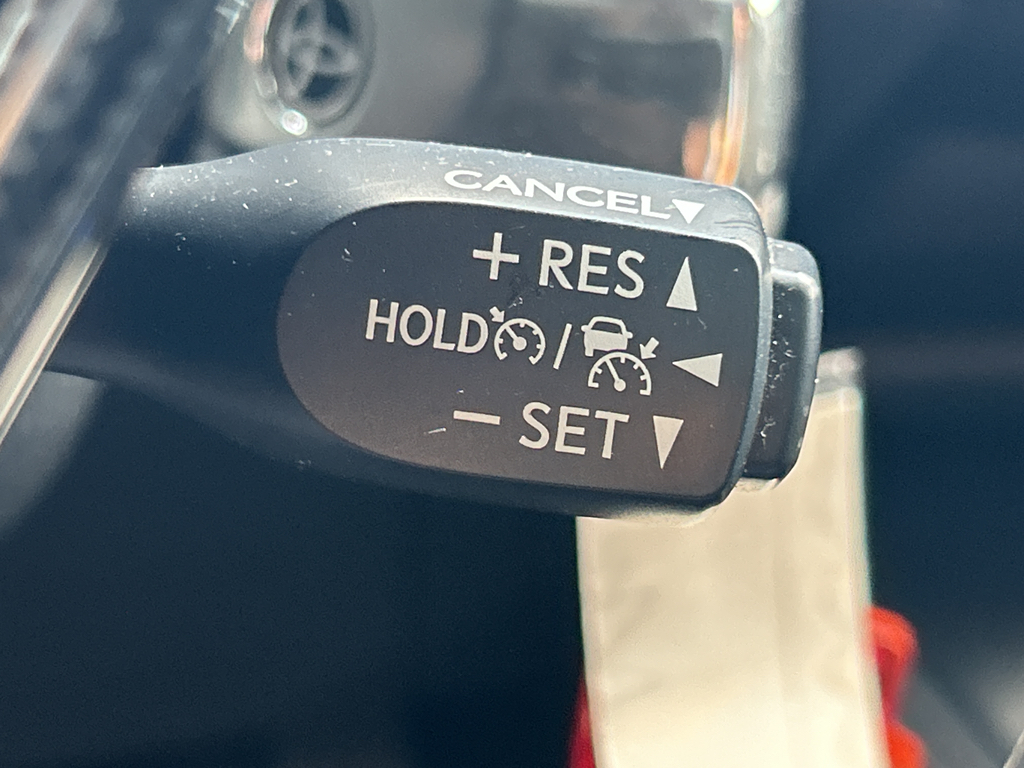 CANCEL▼
+ RES ▲
HOLD / ◀
− SET ▼